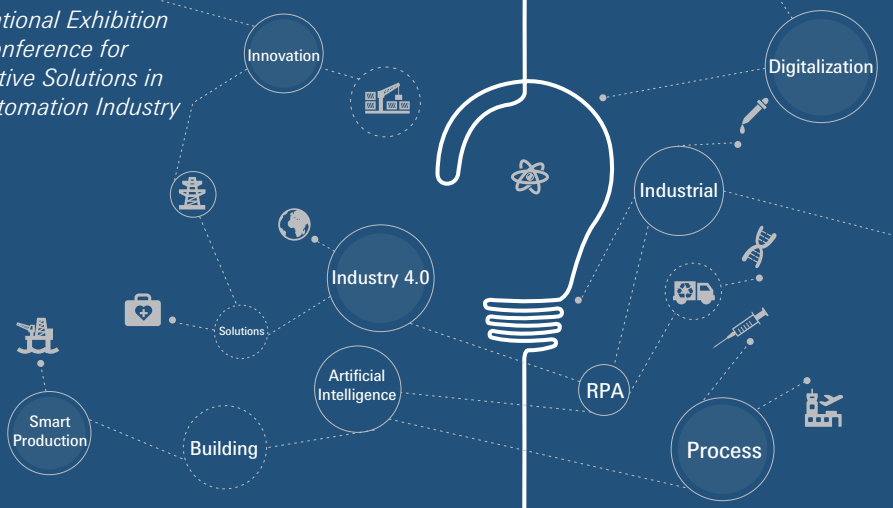 ational Exhibition
onference for
tive Solutions in
tomation Industry
Innovation
Digitalization
Industrial
Industry 4.0
Solutions
Artificial
Intelligence
RPA
Smart
Production
Building
Process